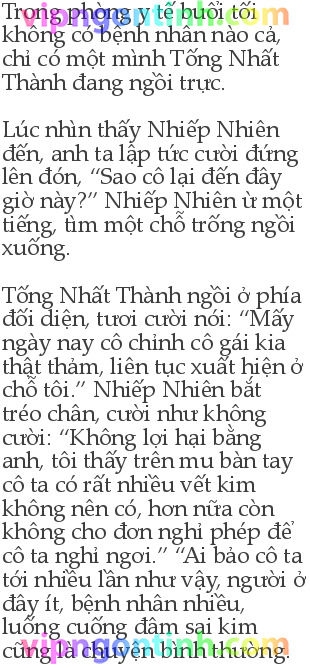 Trong phòng y tế buổi tối
không có bệnh nhân nào cả,
chỉ có một mình Tống Nhất
Thành đang ngồi trực.
Lúc nhìn thấy Nhiếp Nhiên
đến, anh ta lập tức cười đứng
lên đón, “Sao cô lại đến đây
giờ này?” Nhiếp Nhiên ừ một
tiếng, tìm một chỗ trống ngồi
xuống.
Tống Nhất Thành ngồi ở phía
đối diện, tươi cười nói: “Mấy
ngày nay cô chỉnh cô gái kia
thật thảm, liên tục xuất hiện ở
chỗ tôi.” Nhiếp Nhiên bắt
tréo chân, cười như không
cười: “Không lợi hại bằng
anh, tôi thấy trên mu bàn tay
cô ta có rất nhiều vết kim
không nên có, hơn nữa còn
không cho đơn nghỉ phép để
cô ta nghỉ ngơi.” “Ai bảo cô ta
tới nhiều lần như vậy, người ở
đây ít, bệnh nhân nhiều,
luống cuống đâm sai kim
cũng là chuyện bình thường.
vipngontinh.com
vipngontinh.com